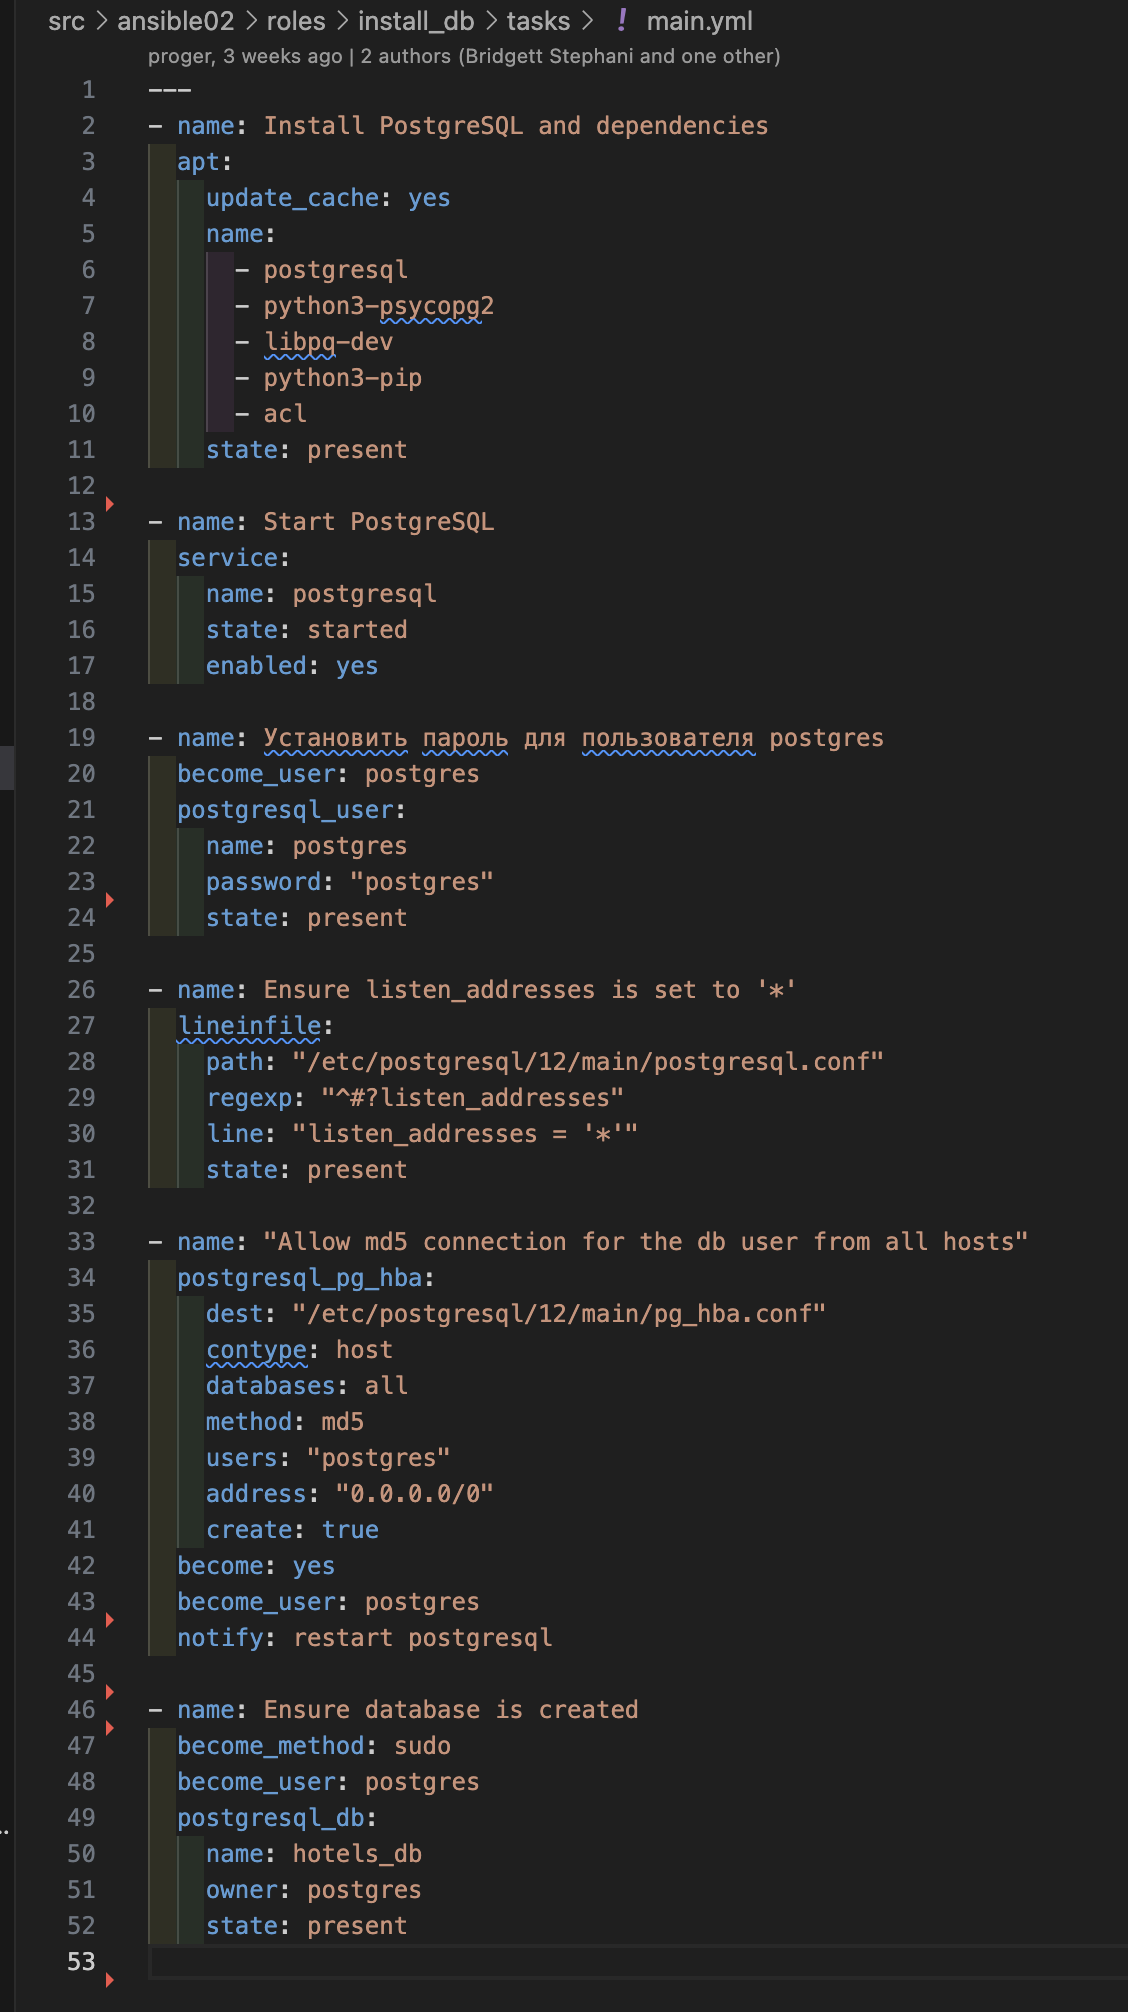 src > ansible02 > roles > install_db > tasks > ! main.yml
proger, 3 weeks ago | 2 authors (Bridgett Stephani and one other)
1 ---
2 - name: Install PostgreSQL and dependencies
3   apt:
4     update_cache: yes
5     name:
6       - postgresql
7       - python3-psycopg2
8       - libpq-dev
9       - python3-pip
10       - acl
11     state: present
12
13 - name: Start PostgreSQL
14   service:
15     name: postgresql
16     state: started
17     enabled: yes
18
19 - name: Установить пароль для пользователя postgres
20   become_user: postgres
21   postgresql_user:
22     name: postgres
23     password: "postgres"
24     state: present
25
26 - name: Ensure listen_addresses is set to '*'
27   lineinfile:
28     path: "/etc/postgresql/12/main/postgresql.conf"
29     regexp: "^#?listen_addresses"
30     line: "listen_addresses = '*'"
31     state: present
32
33 - name: "Allow md5 connection for the db user from all hosts"
34   postgresql_pg_hba:
35     dest: "/etc/postgresql/12/main/pg_hba.conf"
36     contype: host
37     databases: all
38     method: md5
39     users: "postgres"
40     address: "0.0.0.0/0"
41     create: true
42   become: yes
43   become_user: postgres
44   notify: restart postgresql
45
46 - name: Ensure database is created
47   become_method: sudo
48   become_user: postgres
49   postgresql_db:
50     name: hotels_db
51     owner: postgres
52     state: present
53